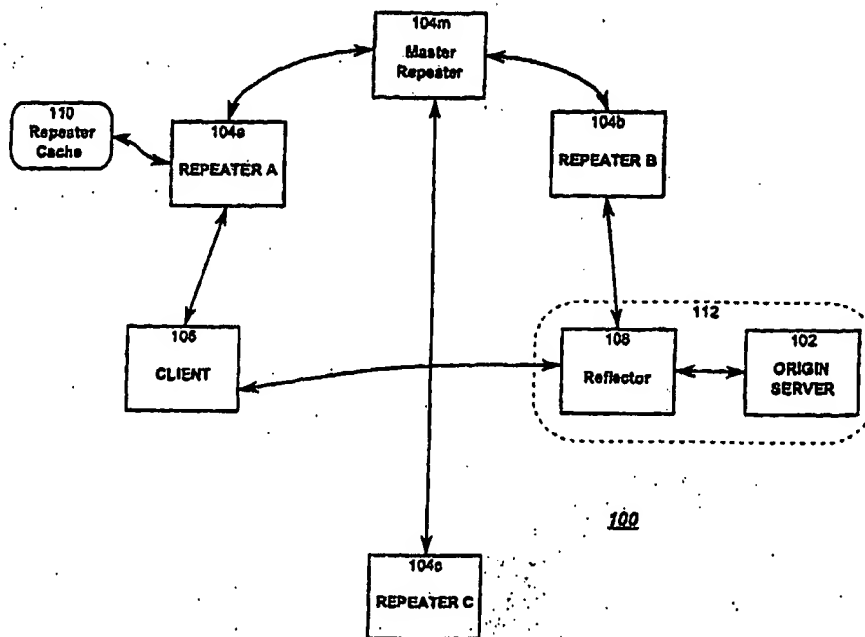 104m
Master
Repeater
110
Repeater
Cache
104a
REPEATER A
104b
REPEATER B
106
CLIENT
112
108
Reflector
102
ORIGIN
SERVER
100
104c
REPEATER C